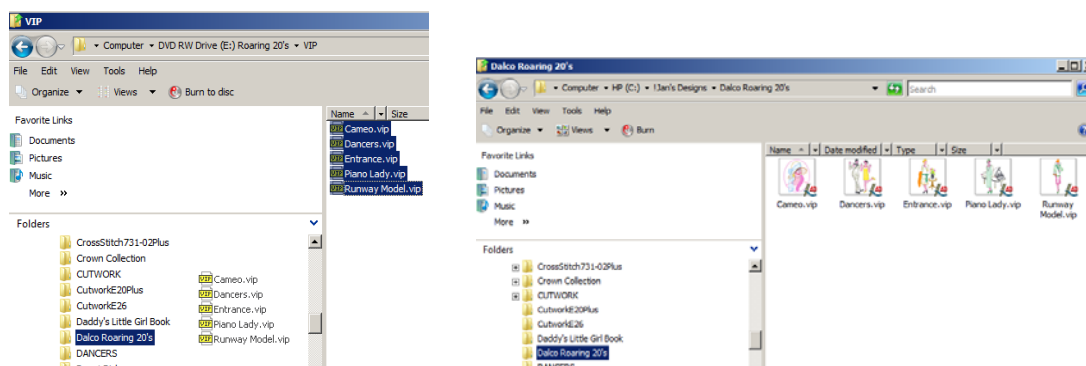 VIP
Computer ▾ DVD RW Drive (E:) Roaring 20's ▾ VIP
File Edit View Tools Help
Organize Views Burn to disc
Favorite Links
Documents
Pictures
Music
More »
Folders
CrossStitch731-02Plus
Crown Collection
CUTWORK
CutworkE20Plus
CutworkE26
Daddy's Little Girl Book
Dalco Roaring 20's
DANCERS
Name Size
Cameo.vip
Dancers.vip
Entrance.vip
Piano Lady.vip
Runway Model.vip
Cameo.vip
Dancers.vip
Entrance.vip
Piano Lady.vip
Runway Model.vip
Dalco Roaring 20's
Computer ▾ HP (C:) ▾ !Jan's Designs ▾ Dalco Roaring 20's
Search
File Edit View Tools Help
Organize Views Burn
Favorite Links
Documents
Pictures
Music
More »
Folders
CrossStitch731-02Plus
Crown Collection
CUTWORK
CutworkE20Plus
CutworkE26
Daddy's Little Girl Book
Dalco Roaring 20's
DANCERS
Name Date modified Type Size
Cameo.vip Dancers.vip Entrance.vip Piano Lady.vip Runway
Model.vip